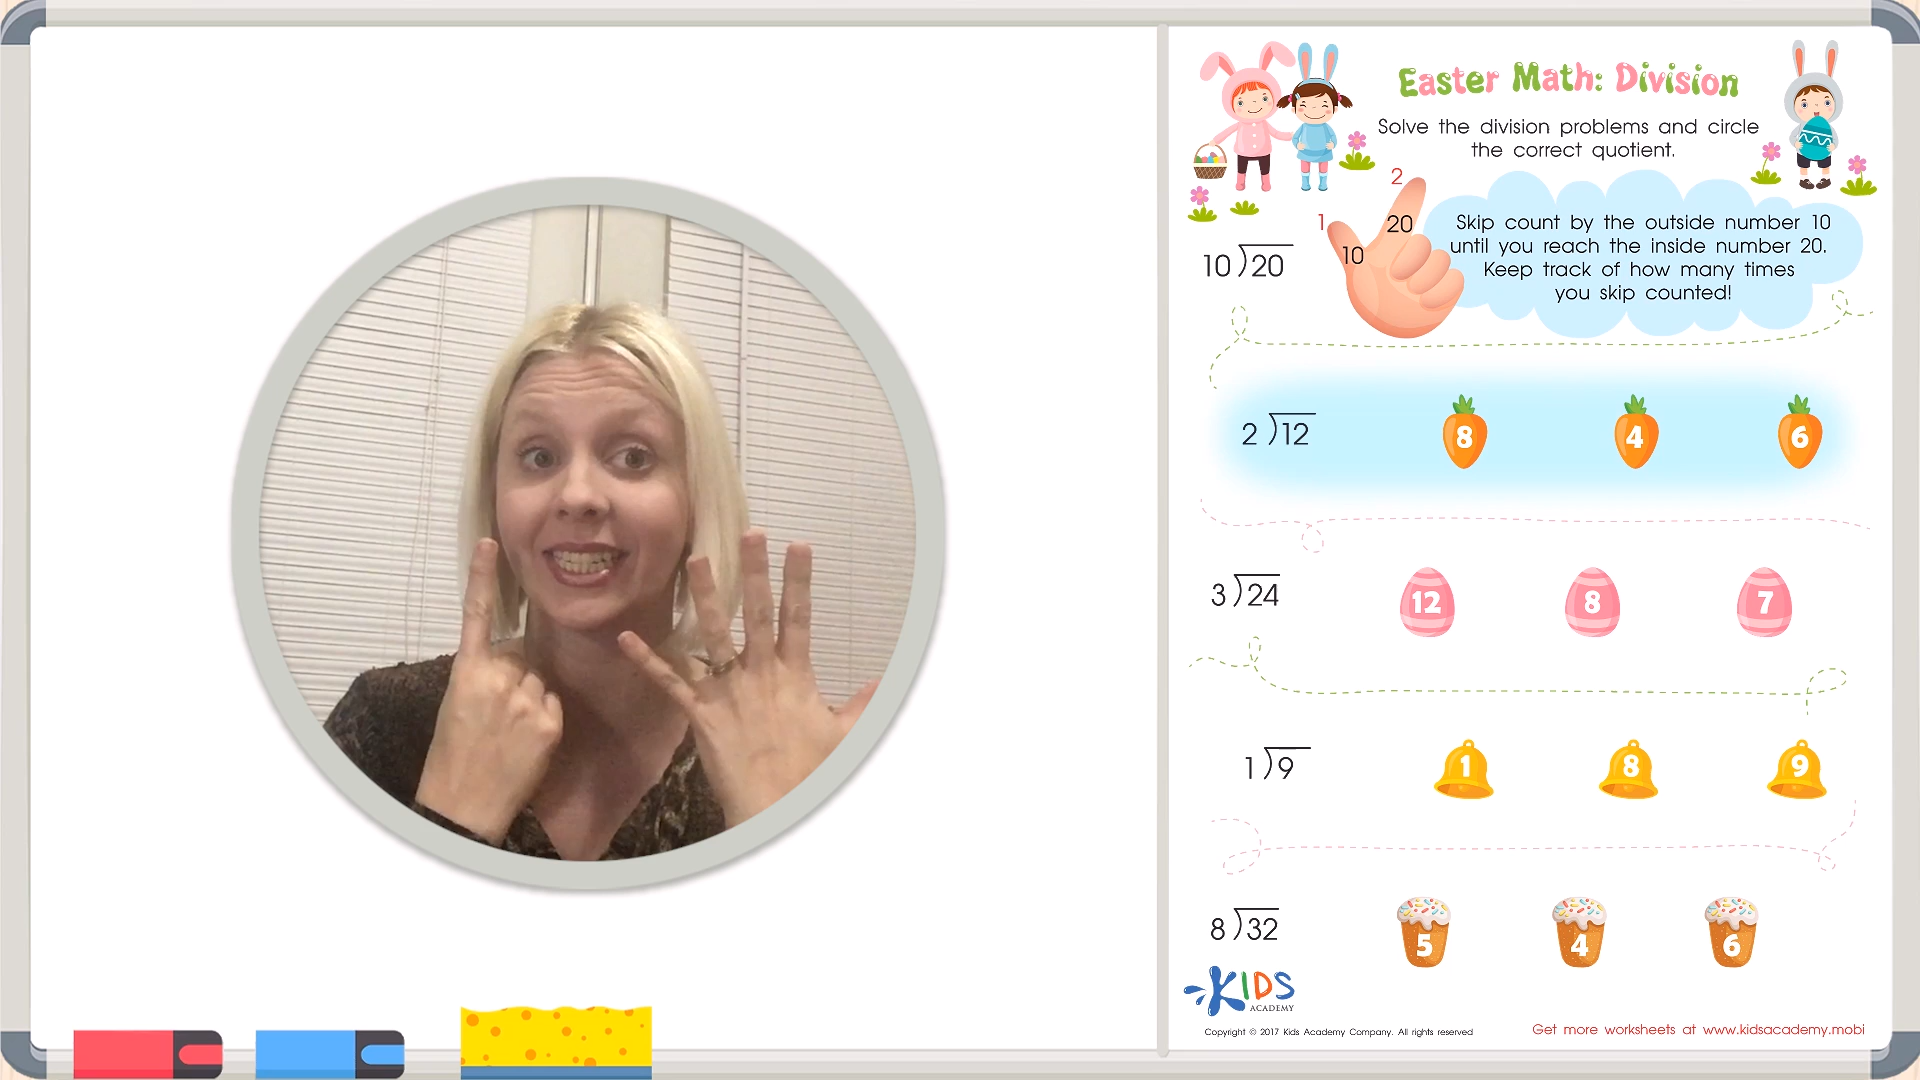 Easter Math: Division
Solve the division problems and circle
the correct quotient.
2
1
20
10
10)20
Skip count by the outside number 10
until you reach the inside number 20.
Keep track of how many times
you skip counted!
2)12 8 4 6
3)24 12 8 7
1)9 1 8 9
8)32 5 4 6
KIDS
ACADEMY
Copyright © 2017 Kids Academy Company. All rights reserved
Get more worksheets at www.kidsacademy.mobi